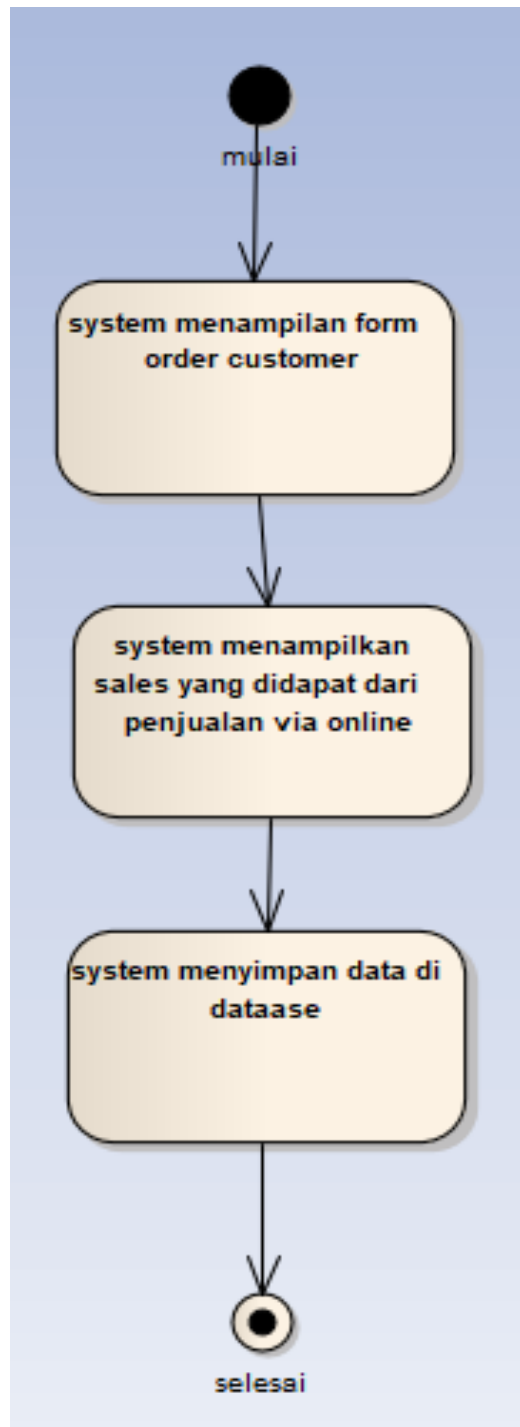 mulai
system menampilan form
order customer
system menampilkan
sales yang didapat dari
penjualan via online
system menyimpan data di
dataase
selesai